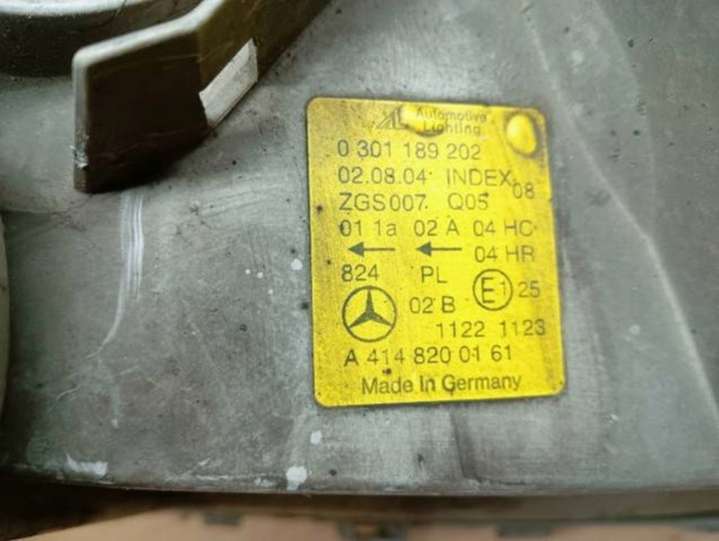 AL Automotive
Lighting
0 301 189 202
02.08.04 INDEX 08
ZGS007 Q05
01 1a 02 A 04 HC
← ← 04 HR
824 PL
02 B E1 25
1122 1123
A 414 820 01 61
Made in Germany